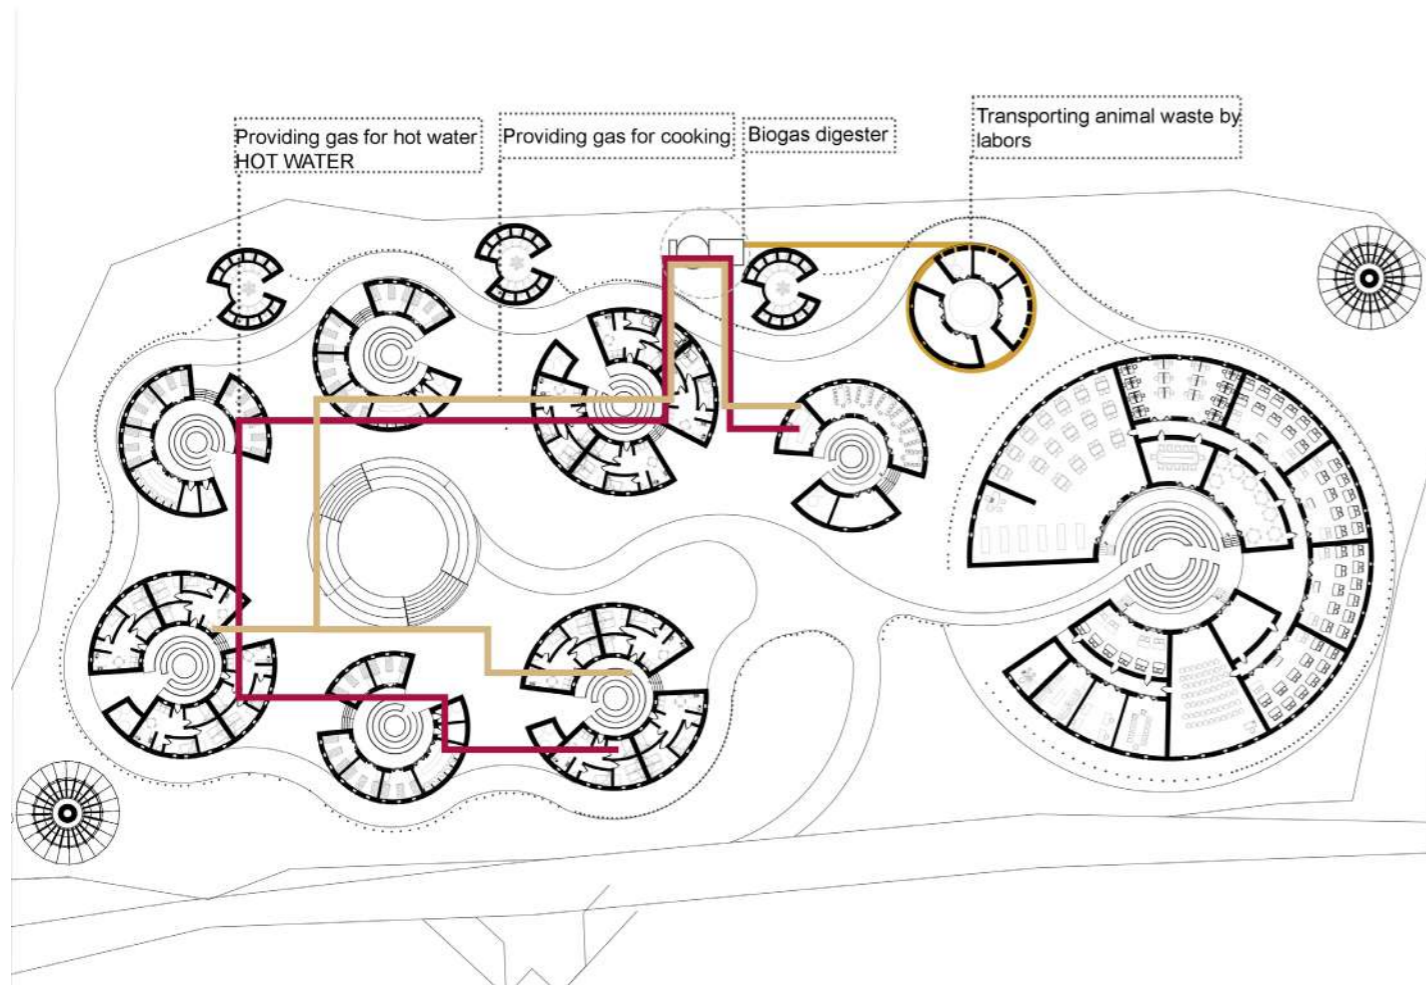 Providing gas for hot water
HOT WATER
Providing gas for cooking
Biogas digester
Transporting animal waste by
labors